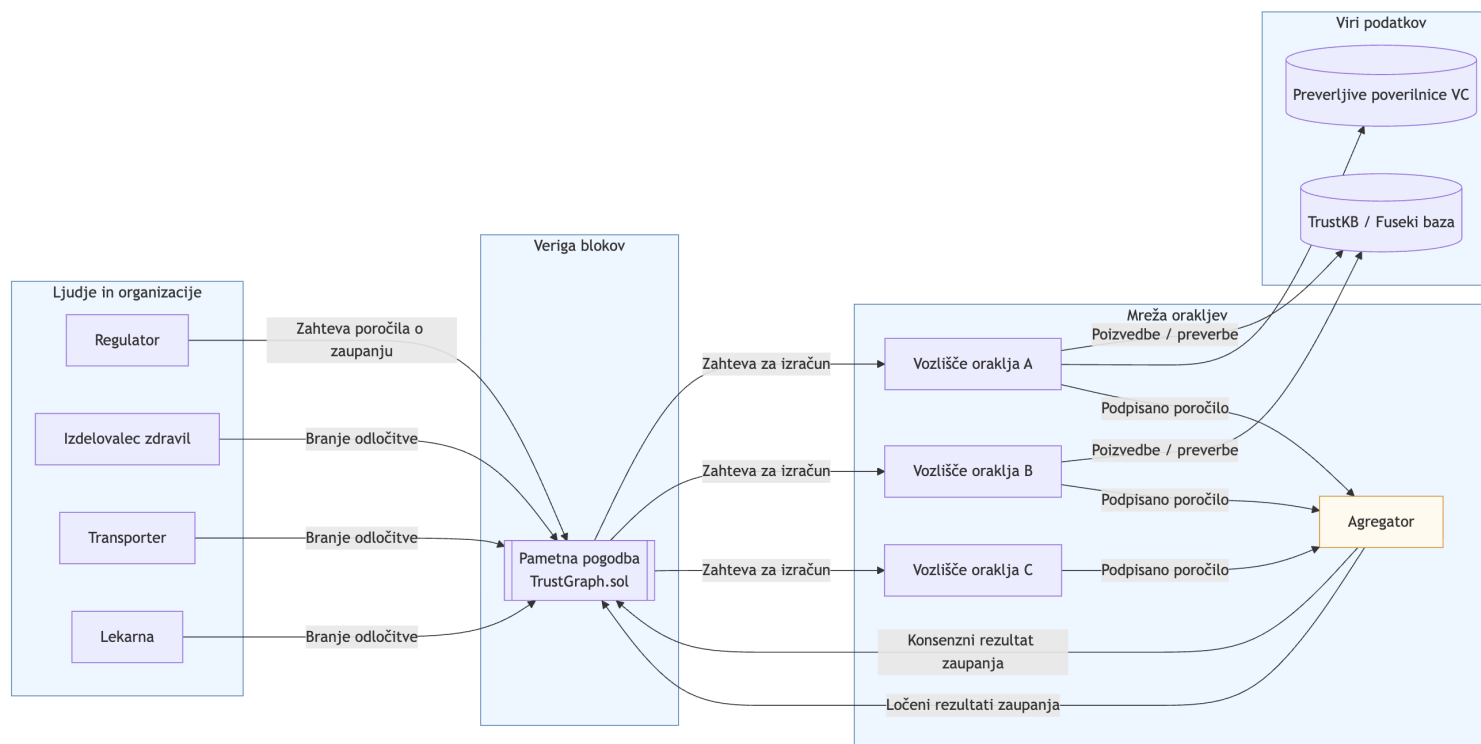 Viri podatkov
Preverljive poverilnice VC
TrustKB / Fuseki baza
Veriga blokov
Ljudje in organizacije
Mreža orakljev
Regulator
Zahteva poročila o
zaupanju
Poizvedbe / preverbe
Zahteva za izračun
Vozlišče oraklja A
Podpisano poročilo
Izdelovalec zdravil
Branje odločitve
Poizvedbe / preverbe
Zahteva za izračun
Vozlišče oraklja B
Podpisano poročilo
Agregator
Transporter
Branje odločitve
Pametna pogodba
TrustGraph.sol
Zahteva za izračun
Vozlišče oraklja C
Podpisano poročilo
Lekarna
Branje odločitve
Konsenzni rezultat
zaupanja
Ločeni rezultati zaupanja